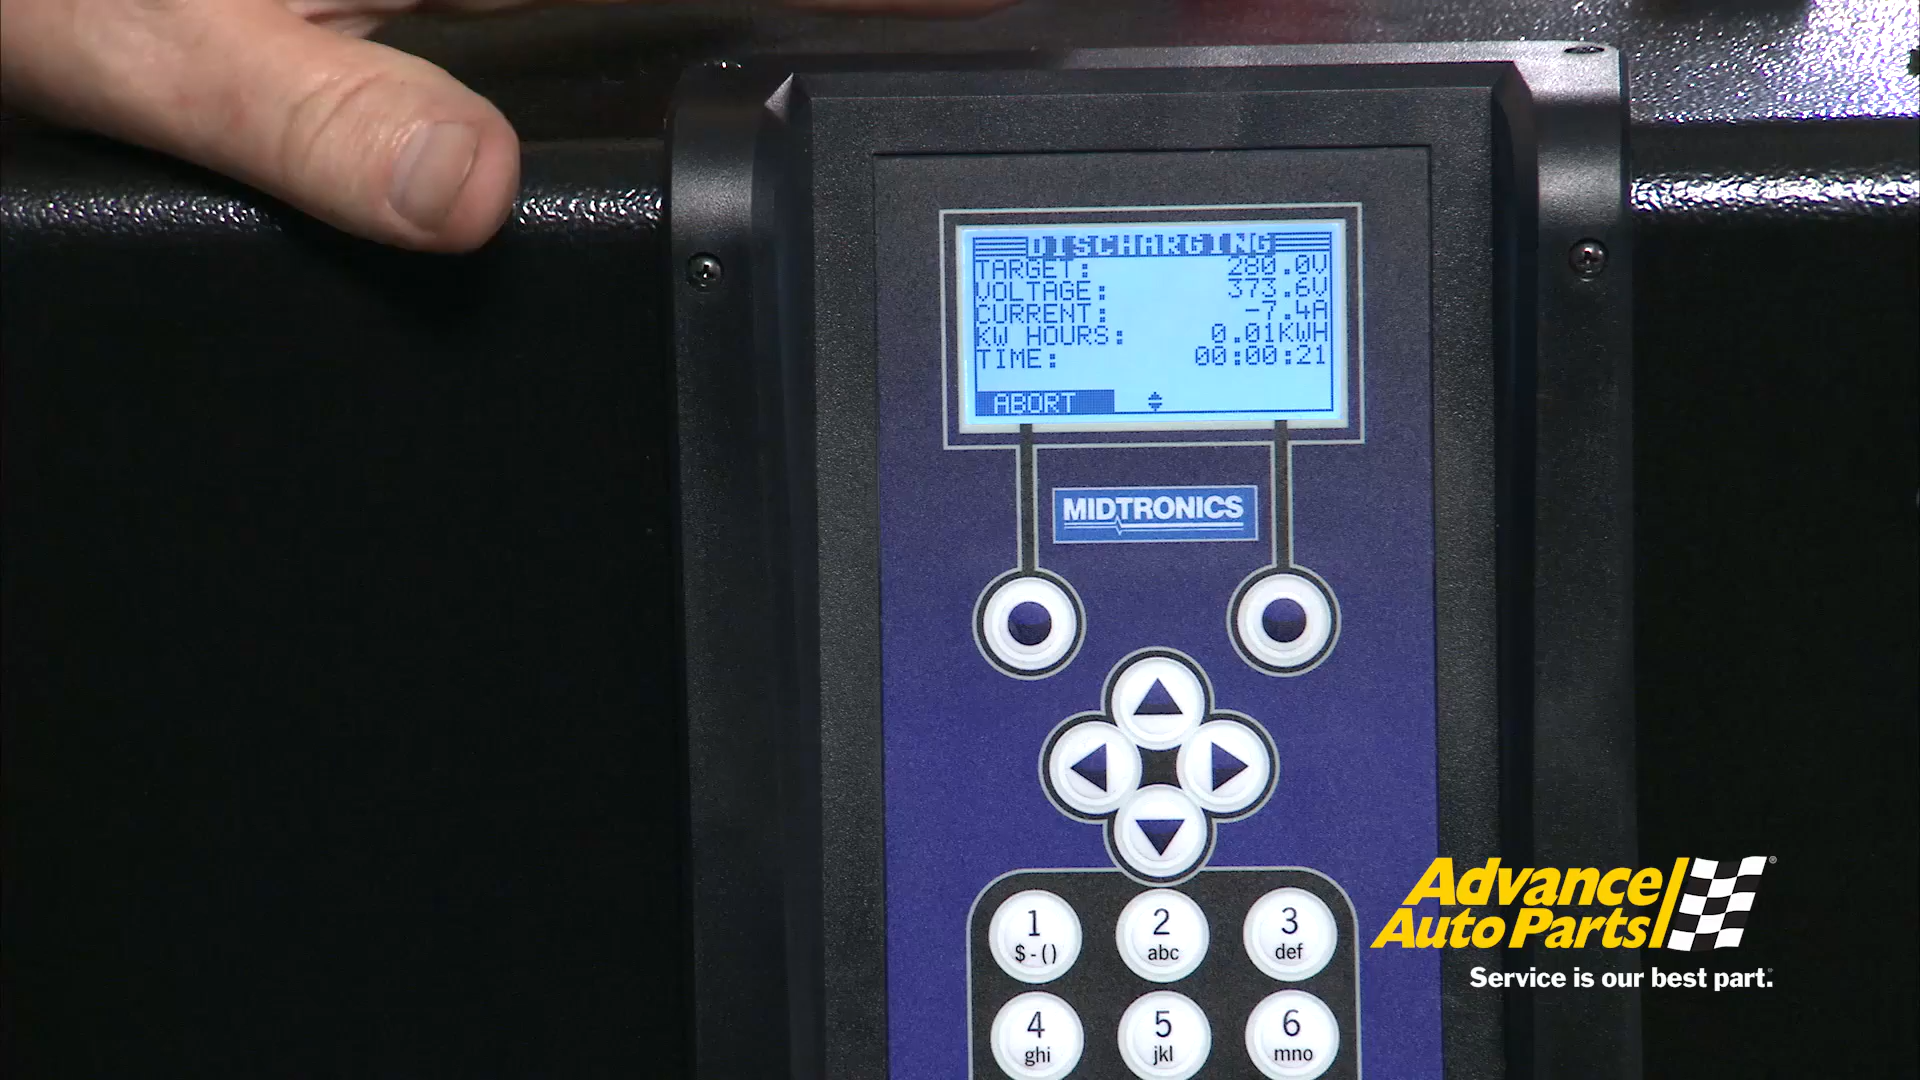 DISCHARGING
TARGET: 280.0V
VOLTAGE: 373.6V
CURRENT: -7.4A
KW HOURS: 0.01KWH
TIME: 00:00:21
ABORT
MIDTRONICS
1 2 3
$-() abc def
4 5 6
ghi jkl mno
Advance
Auto Parts
Service is our best part.